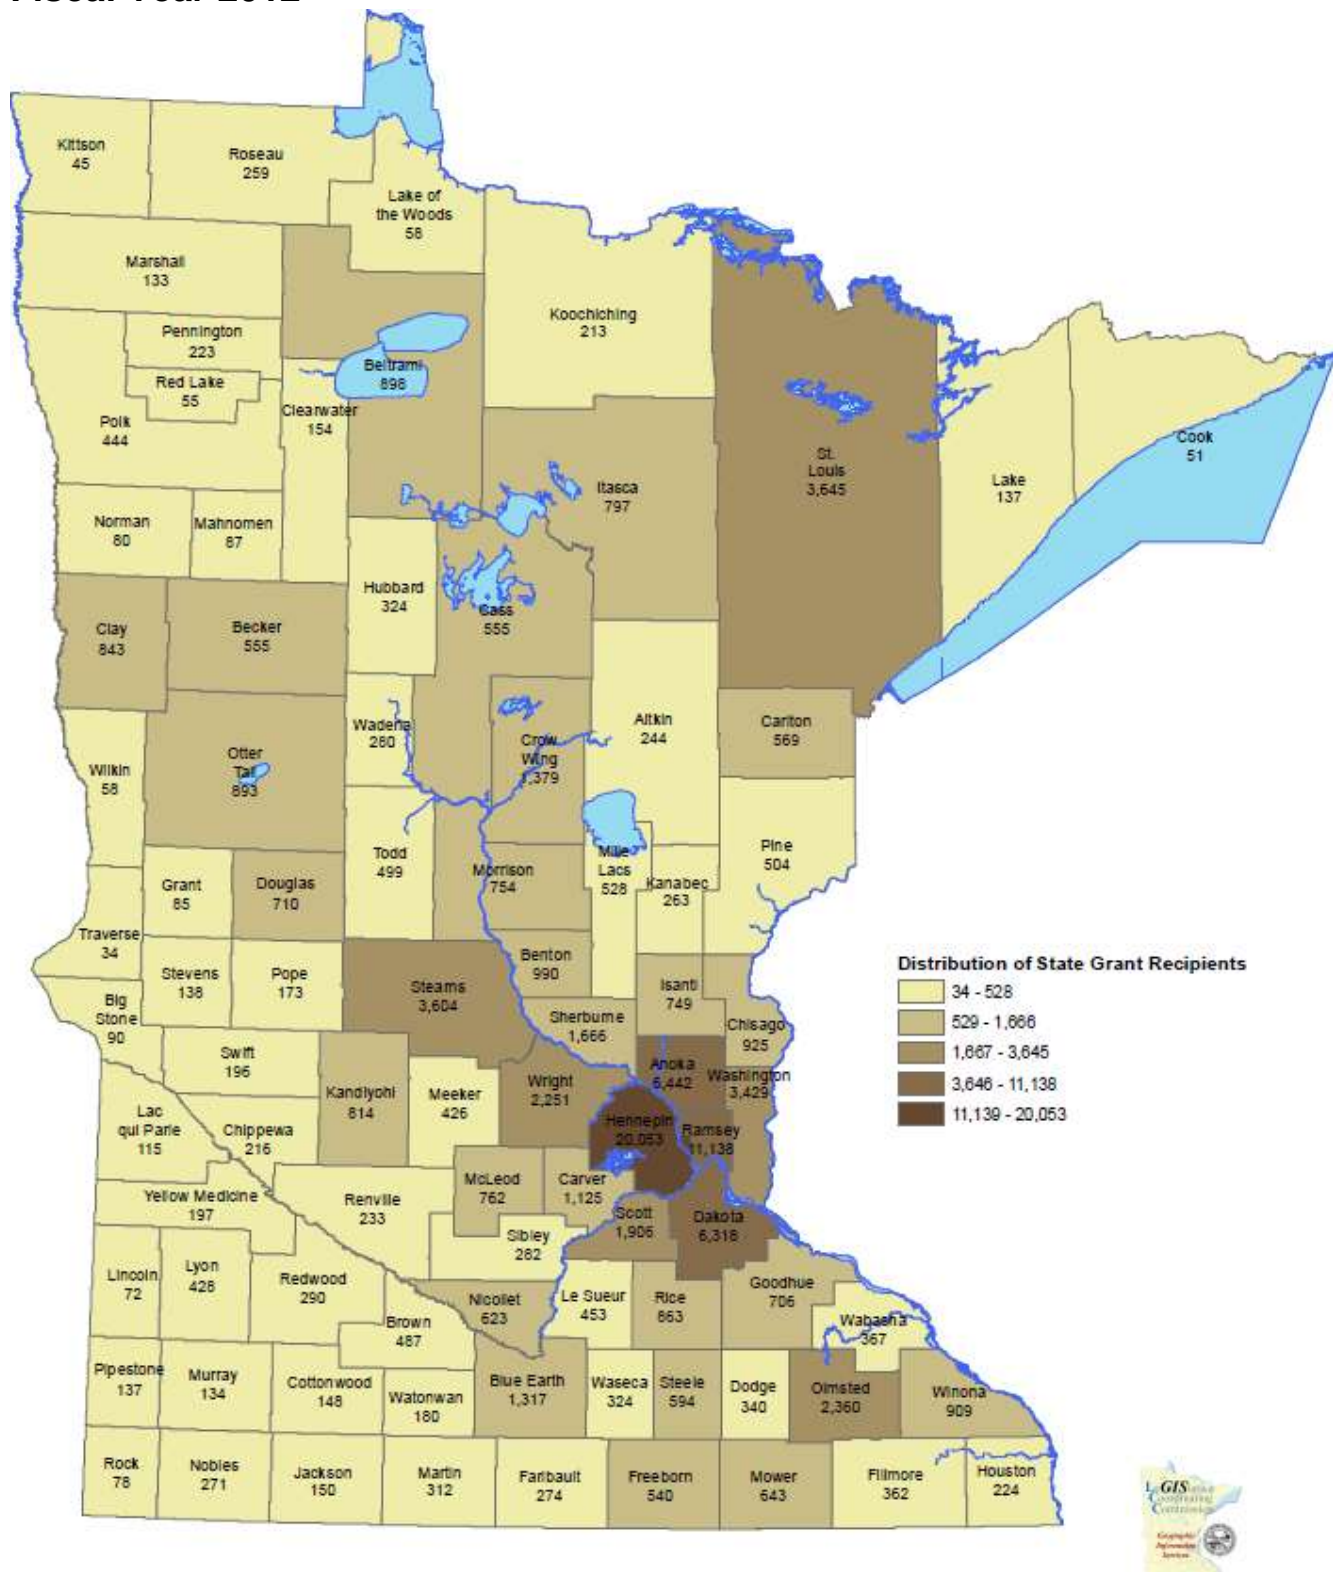 Kittson
45
Roseau
259
Lake of
the Woods
58
Marshall
133
Koochiching
213
Pennington
223
Red Lake
55
Beltrami
898
Polk
444
Clearwater
154
Cook
51
St.
Louis
3,645
Lake
137
Itasca
797
Norman
80
Mahnomen
87
Hubbard
324
Cass
555
Clay
843
Becker
555
Wadena
280
Crow
Wing
1,379
Aitkin
244
Carlton
569
Wilkin
58
Otter
Tail
893
Todd
499
Morrison
754
Mille
Lacs
528
Kanabec
263
Pine
504
Grant
85
Douglas
710
Traverse
34
Stevens
138
Pope
173
Stearns
3,604
Benton
990
Isanti
749
Distribution of State Grant Recipients
34 - 528
529 - 1,666
1,667 - 3,645
3,646 - 11,138
11,139 - 20,053
Big
Stone
90
Sherburne
1,666
Chisago
925
Swift
196
Kandiyohi
814
Meeker
426
Wright
2,251
Anoka
6,442
Washington
3,429
Lac
qui Parle
115
Chippewa
216
Hennepin
20,053
Ramsey
11,138
Yellow Medicine
197
Renville
233
McLeod
762
Carver
1,125
Scott
1,906
Dakota
6,318
Sibley
282
Lincoln
72
Lyon
428
Redwood
290
Brown
487
Nicollet
623
Le Sueur
453
Rice
863
Goodhue
706
Wabasha
367
Pipestone
137
Murray
134
Cottonwood
148
Watonwan
180
Blue Earth
1,317
Waseca
324
Steele
594
Dodge
340
Olmsted
2,360
Winona
909
Rock
78
Nobles
271
Jackson
150
Martin
312
Faribault
274
Freeborn
540
Mower
643
Fillmore
362
Houston
224
GIS
Coordinating
Commission
Geographic
Information
Services